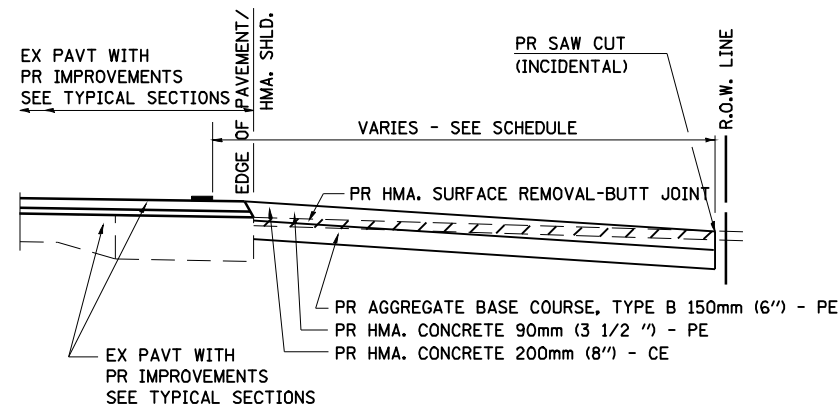 EX PAVT WITH
PR IMPROVEMENTS
SEE TYPICAL SECTIONS
EDGE OF PAVEMENT/
HMA. SHLD.
PR SAW CUT
(INCIDENTAL)
R.O.W. LINE
VARIES - SEE SCHEDULE
PR HMA. SURFACE REMOVAL-BUTT JOINT
PR AGGREGATE BASE COURSE, TYPE B 150mm (6") - PE
PR HMA. CONCRETE 90mm (3 1/2 ") - PE
PR HMA. CONCRETE 200mm (8") - CE
EX PAVT WITH
PR IMPROVEMENTS
SEE TYPICAL SECTIONS